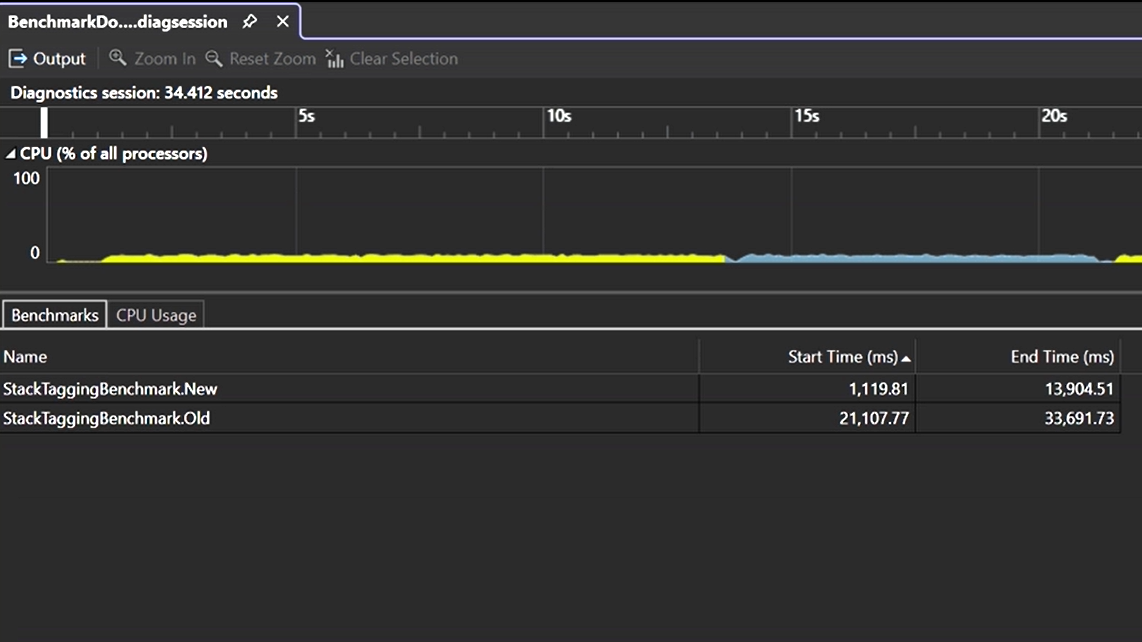 BenchmarkDo....diagsession
Output Zoom In Reset Zoom Clear Selection
Diagnostics session: 34.412 seconds
5s 10s 15s 20s
CPU (% of all processors)
100
0
Benchmarks CPU Usage
Name Start Time (ms) End Time (ms)
StackTaggingBenchmark.New 1,119.81 13,904.51
StackTaggingBenchmark.Old 21,107.77 33,691.73